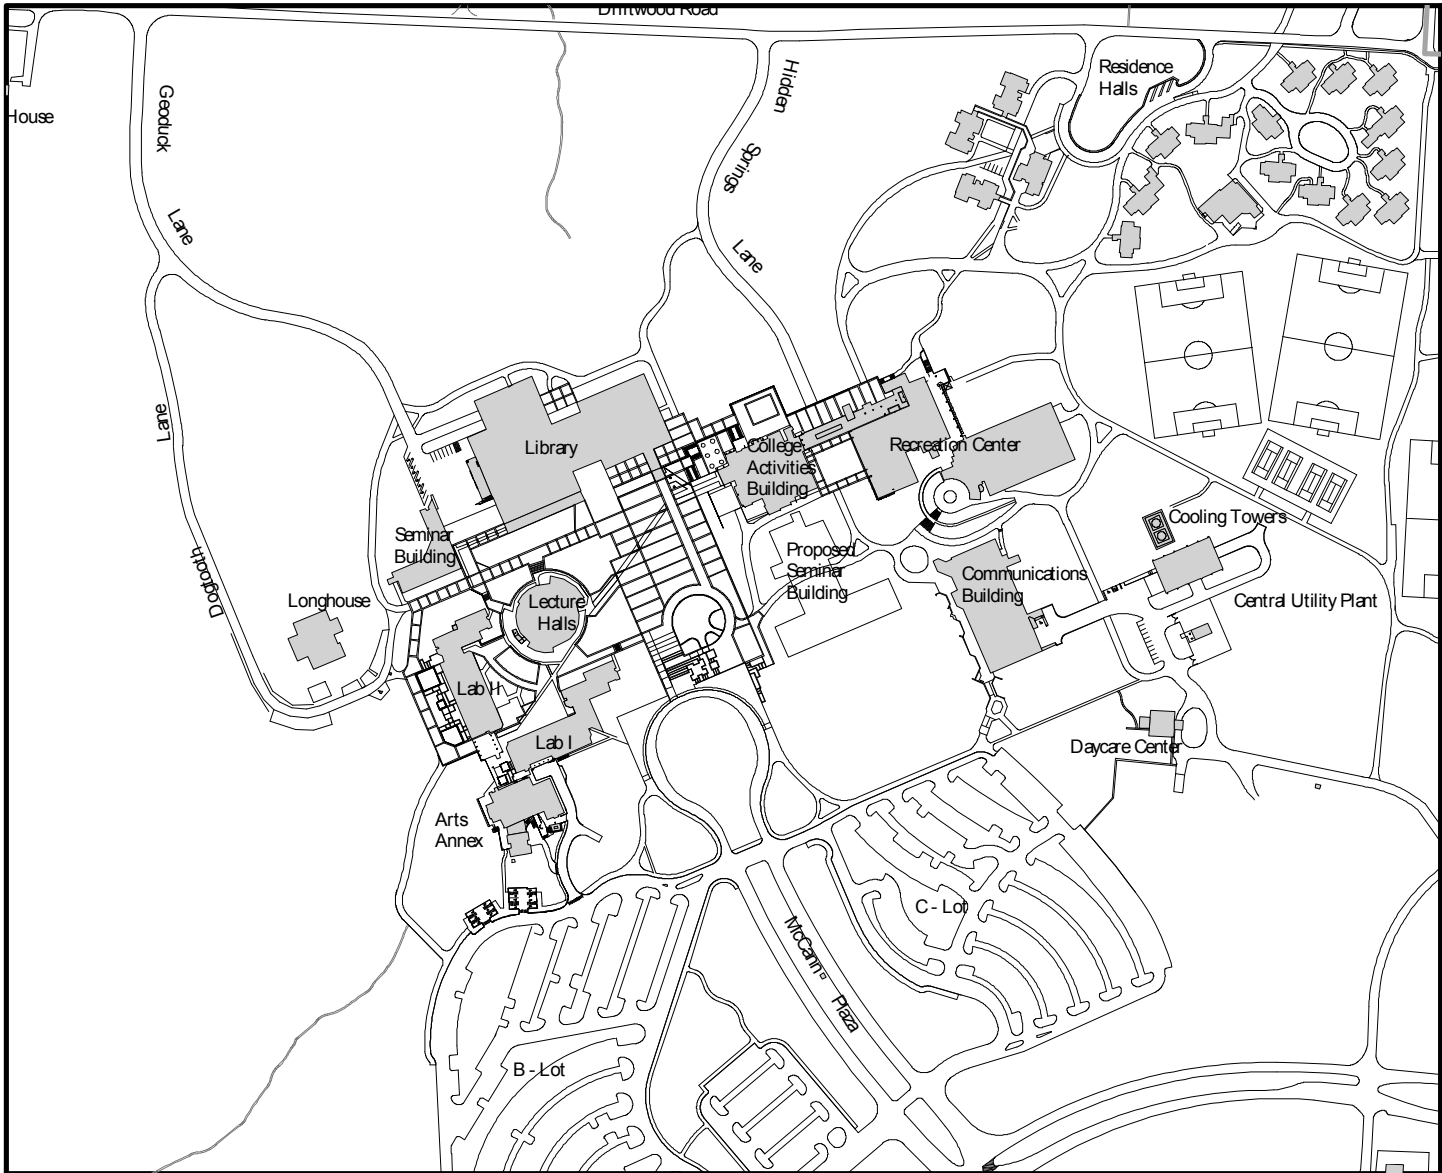 Driftwood Road
House
Geoduck
Lane
Hidden
Springs
Lane
Residence
Halls
Dogtooth
Lane
Library
College
Activities
Building
Recreation Center
Seminar
Building
Longhouse
Lecture
Halls
Proposed
Seminar
Building
Communications
Building
Cooling Towers
Central Utility Plant
Lab II
Lab I
Daycare Center
Arts
Annex
C - Lot
McCann
Plaza
B - Lot